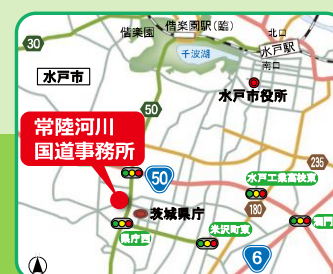 偕楽園駅(臨)
偕楽園
北口
水戸駅
南口
30
千波湖
水戸市
水戸市役所
50
常陸河川
国道事務所
50
水戸工業高校東
235
茨城県庁
180
県庁西
米沢町東
6